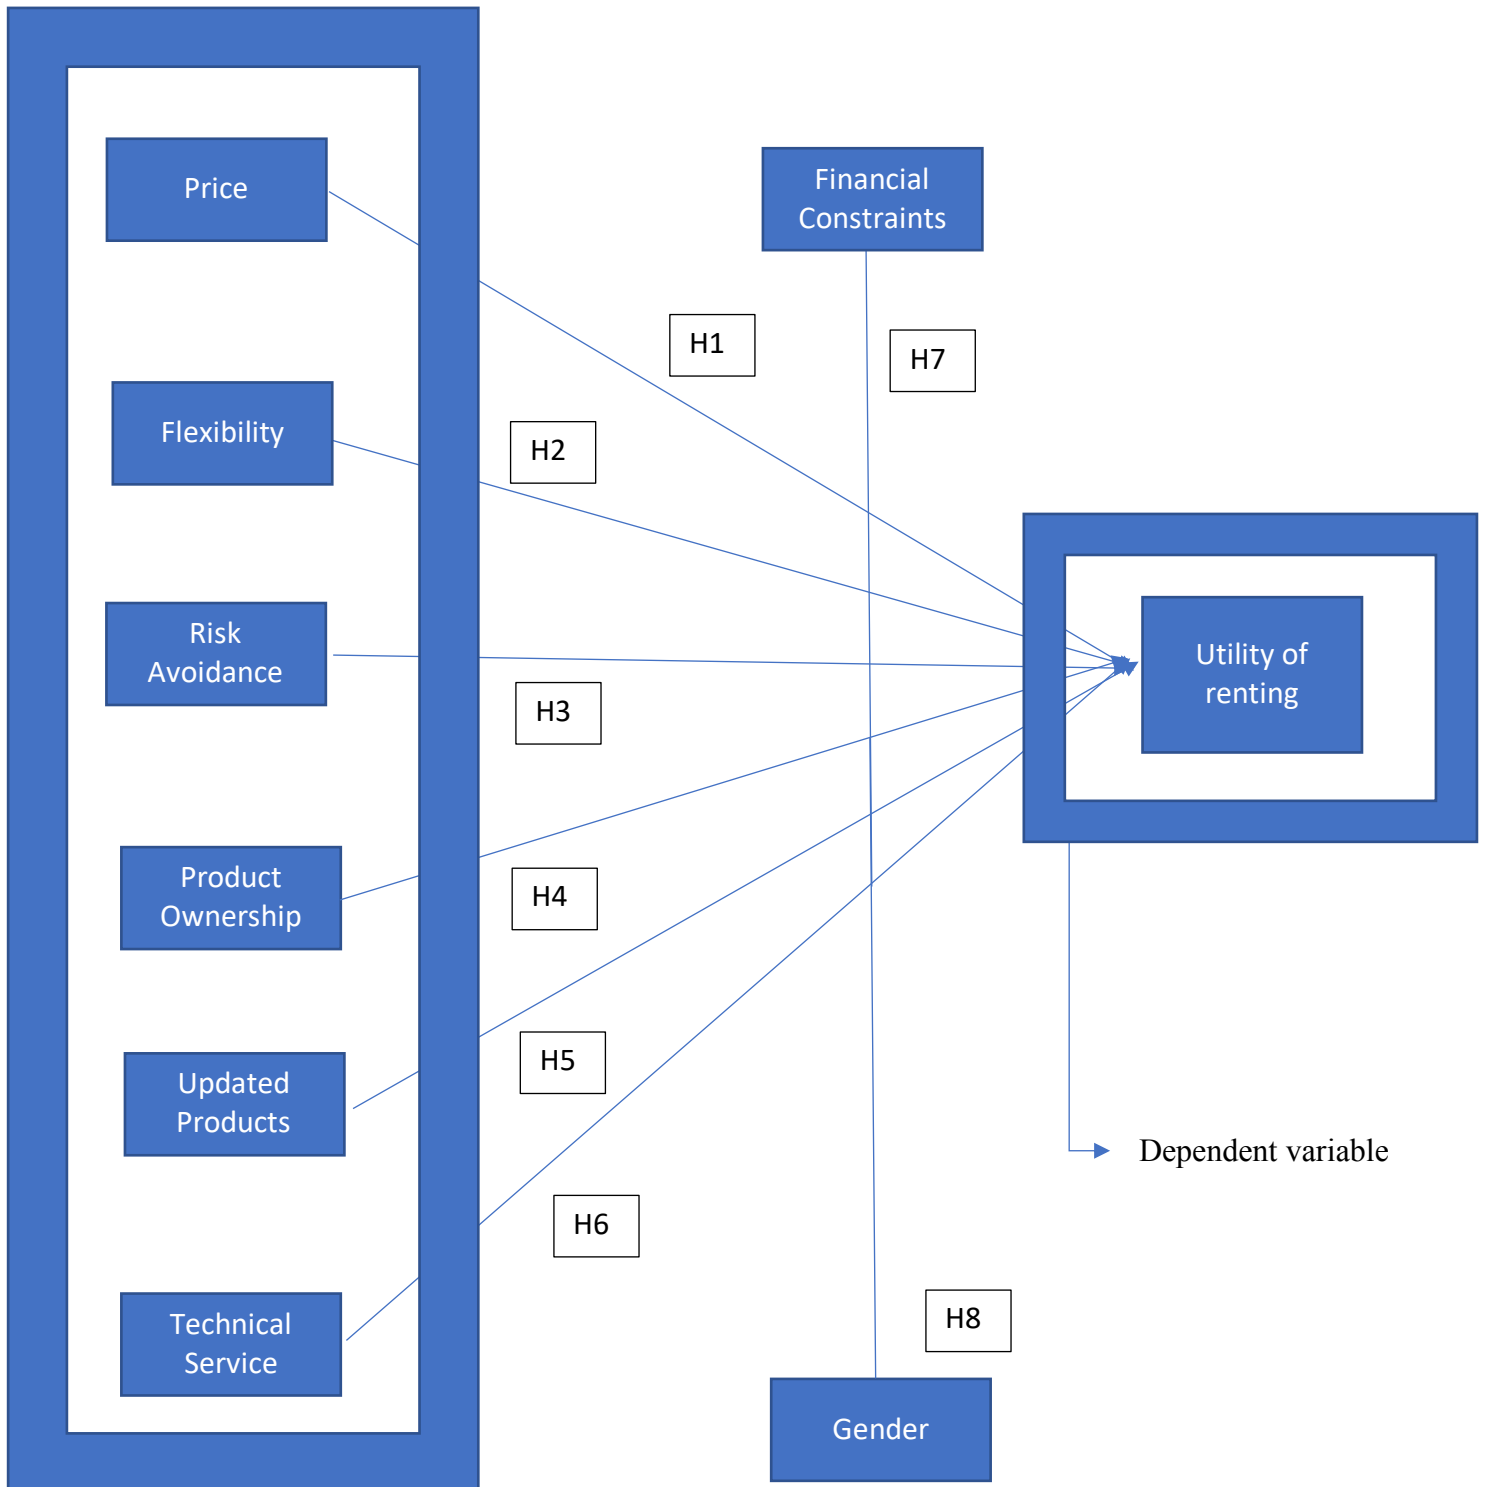 Price
Financial
Constraints
H1
H7
Flexibility
H2
Risk
Avoidance
Utility of
renting
H3
Product
Ownership
H4
Updated
Products
H5
Dependent variable
H6
Technical
Service
H8
Gender